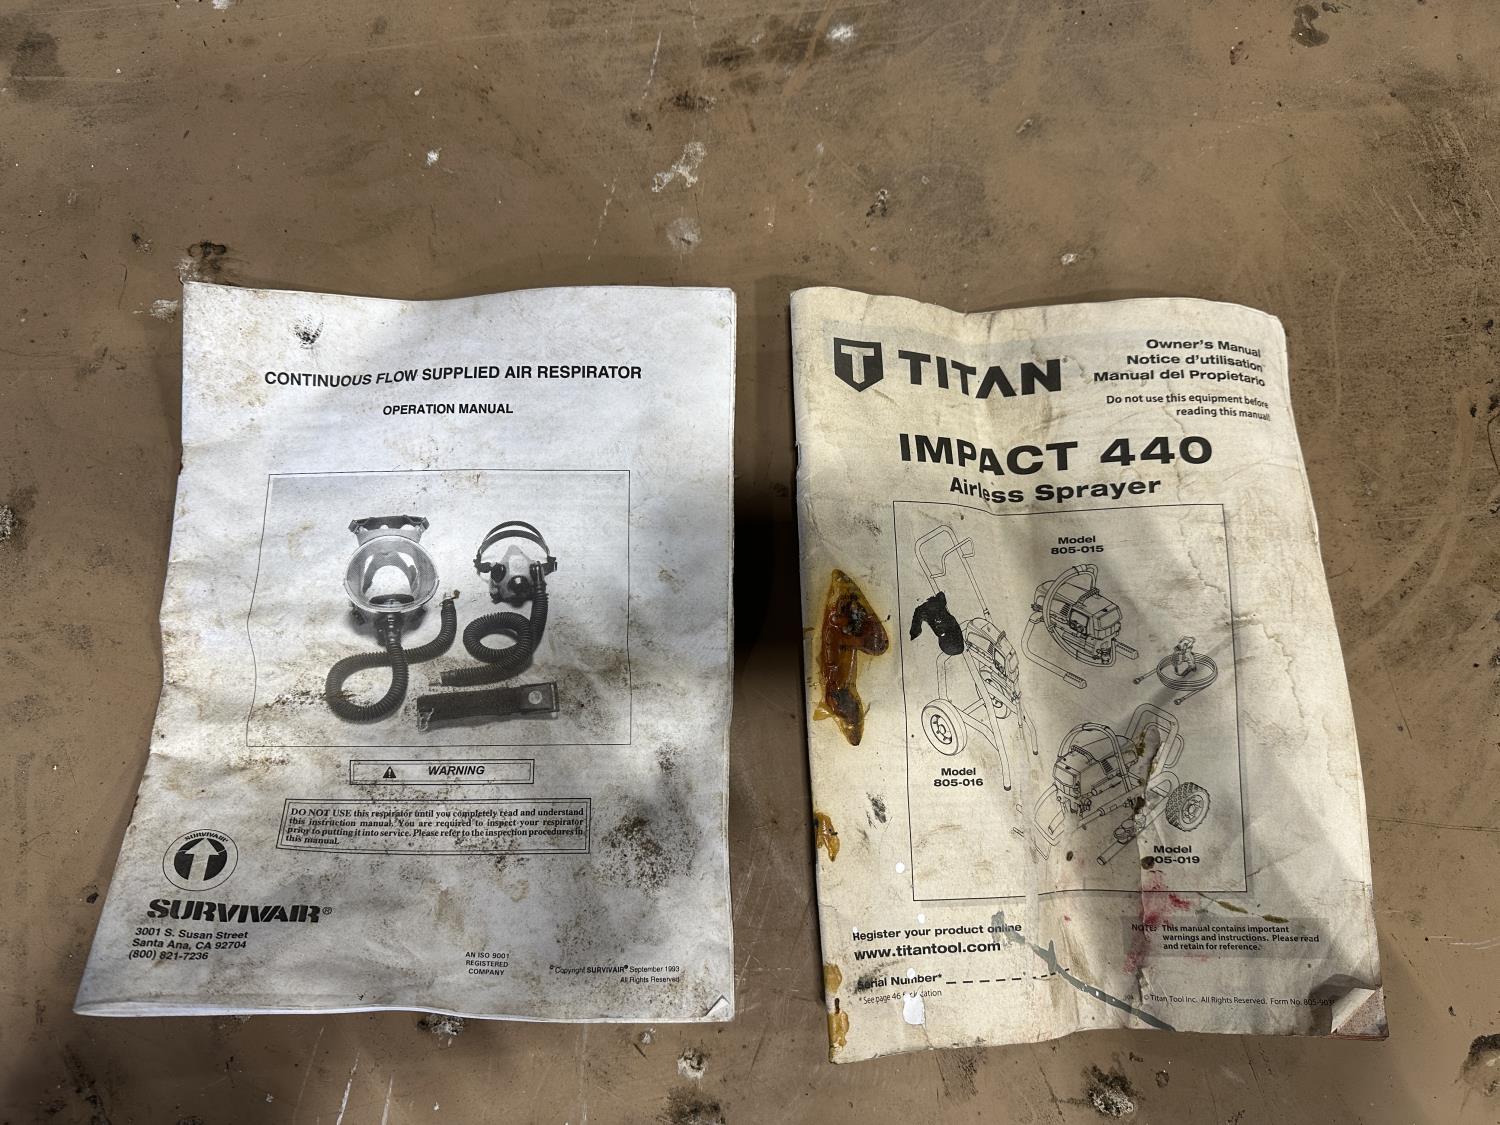 CONTINUOUS FLOW SUPPLIED AIR RESPIRATOR
OPERATION MANUAL
WARNING
DO NOT USE this respirator until you completely read and understand
this instruction manual. You are required to inspect your respirator
prior to putting it into service. Please refer to the inspection procedures in
this manual.
SURVIVAIR
SURVIVAIR®
3001 S. Susan Street
Santa Ana, CA 92704
(800) 821-7236
AN ISO 9001
REGISTERED
COMPANY
© Copyright SURVIVAIR® September 1993
All Rights Reserved
TITAN
Owner's Manual
Notice d'utilisation
Manual del Propietario
Do not use this equipment before
reading this manual!
IMPACT 440
Airless Sprayer
Model
805-015
Model
805-016
Model
805-019
Register your product online
www.titantool.com
Serial Number*
* See page 46
NOTE: This manual contains important
warnings and instructions. Please read
and retain for reference.
© Titan Tool Inc. All Rights Reserved. Form No.